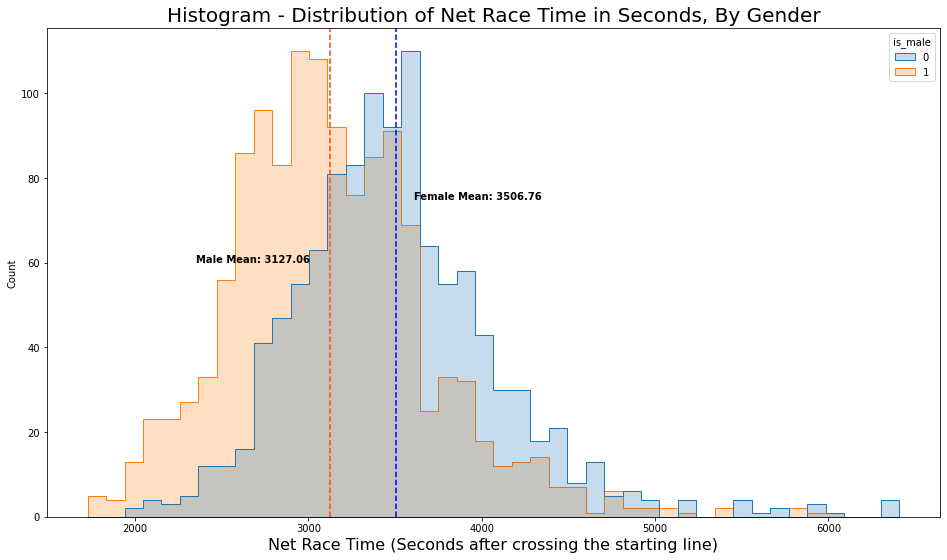 Histogram - Distribution of Net Race Time in Seconds, By Gender
is_male
0
1
100
80
60
40
20
0
Count
Female Mean: 3506.76
Male Mean: 3127.06
2000 3000 4000 5000 6000
Net Race Time (Seconds after crossing the starting line)